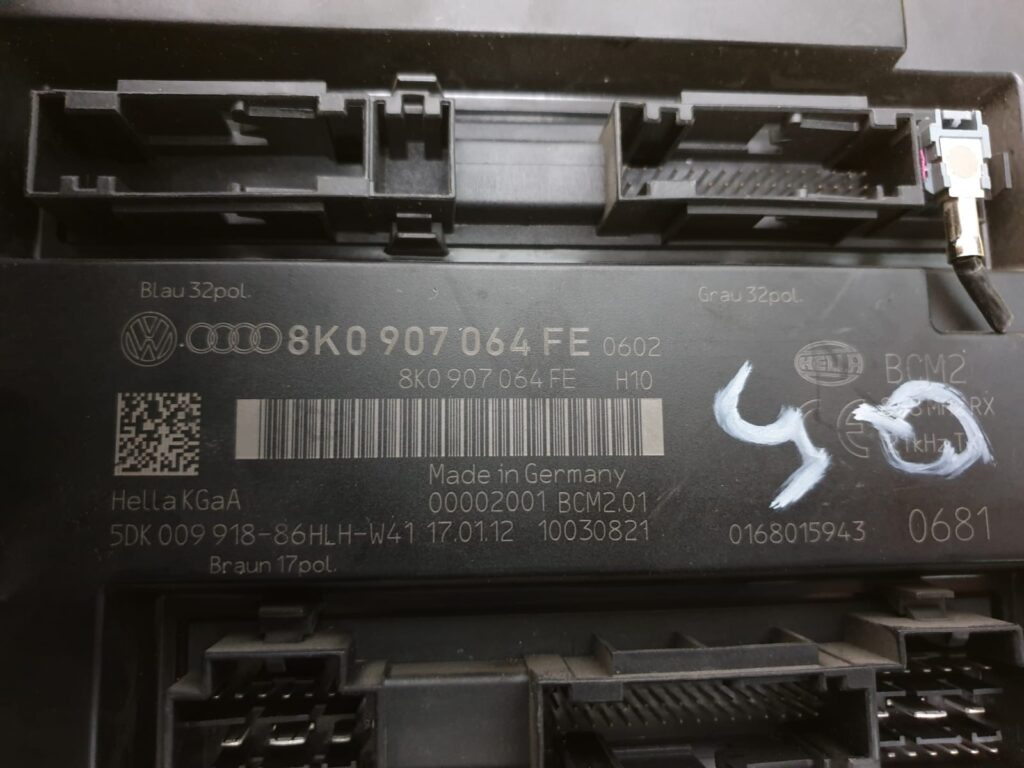 Blau 32pol.
Grau 32pol.
8K0 907 064 FE 0602
8K0 907 064 FE H10
HELLA
BCM2
Made in Germany
Hella KGaA
00002001 BCM2.01
5DK 009 918-86HLH-W41 17.01.12 10030821
0168015943
0681
Braun 17pol.